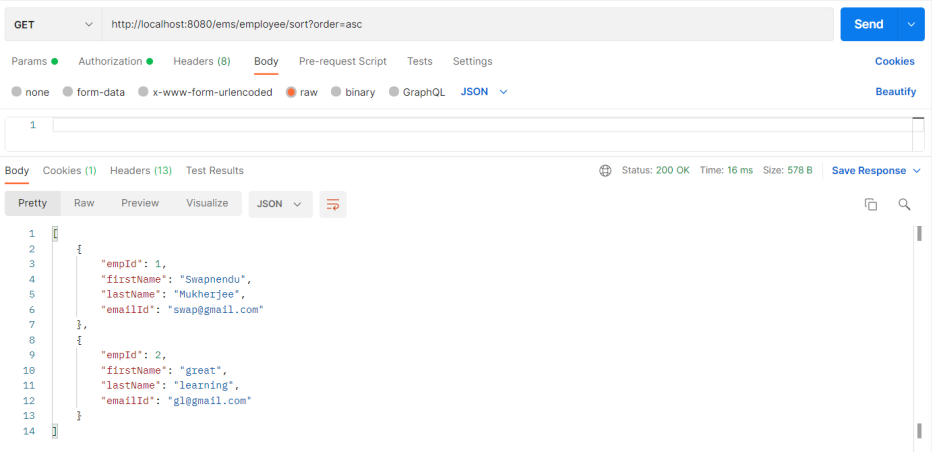 GET http://localhost:8080/ems/employee/sort?order=asc Send
Params Authorization Headers (8) Body Pre-request Script Tests Settings Cookies
none form-data x-www-form-urlencoded raw binary GraphQL JSON Beautify
1
Body Cookies (1) Headers (13) Test Results Status: 200 OK Time: 16 ms Size: 578 B Save Response
Pretty Raw Preview Visualize JSON
1 [
2 {
3 "empId": 1,
4 "firstName": "Swapnendu",
5 "lastName": "Mukherjee",
6 "emailId": "swap@gmail.com"
7 },
8 {
9 "empId": 2,
10 "firstName": "great",
11 "lastName": "learning",
12 "emailId": "gl@gmail.com"
13 }
14 ]